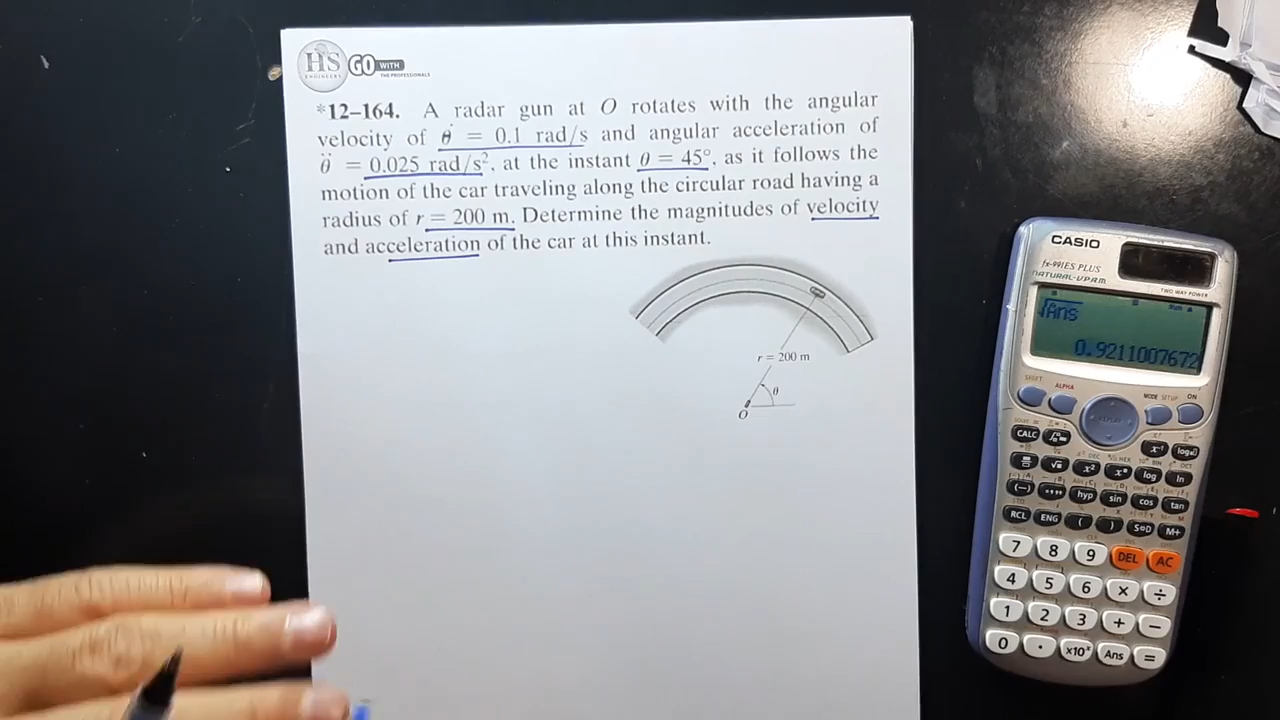 HS
ENGINEERS
GO WITH
THE PROFESSIONALS
*12–164. A radar gun at O rotates with the angular
velocity of θ̇ = 0.1 rad/s and angular acceleration of
θ̈ = 0.025 rad/s², at the instant θ = 45°, as it follows the
motion of the car traveling along the circular road having a
radius of r = 200 m. Determine the magnitudes of velocity
and acceleration of the car at this instant.
r = 200 m
θ
O
CASIO
fx-991ES PLUS
NATURAL-V.P.A.M.
TWO WAY POWER
√Ans
0.9211007672
SHIFT ALPHA MODE SETUP ON
REPLAY
CALC x⁻¹ log
√ x² log ln
(−) hyp sin cos tan
RCL ENG ( ) S⇔D M+
7 8 9 DEL AC
4 5 6 × ÷
1 2 3 + −
0 · ×10ˣ Ans =